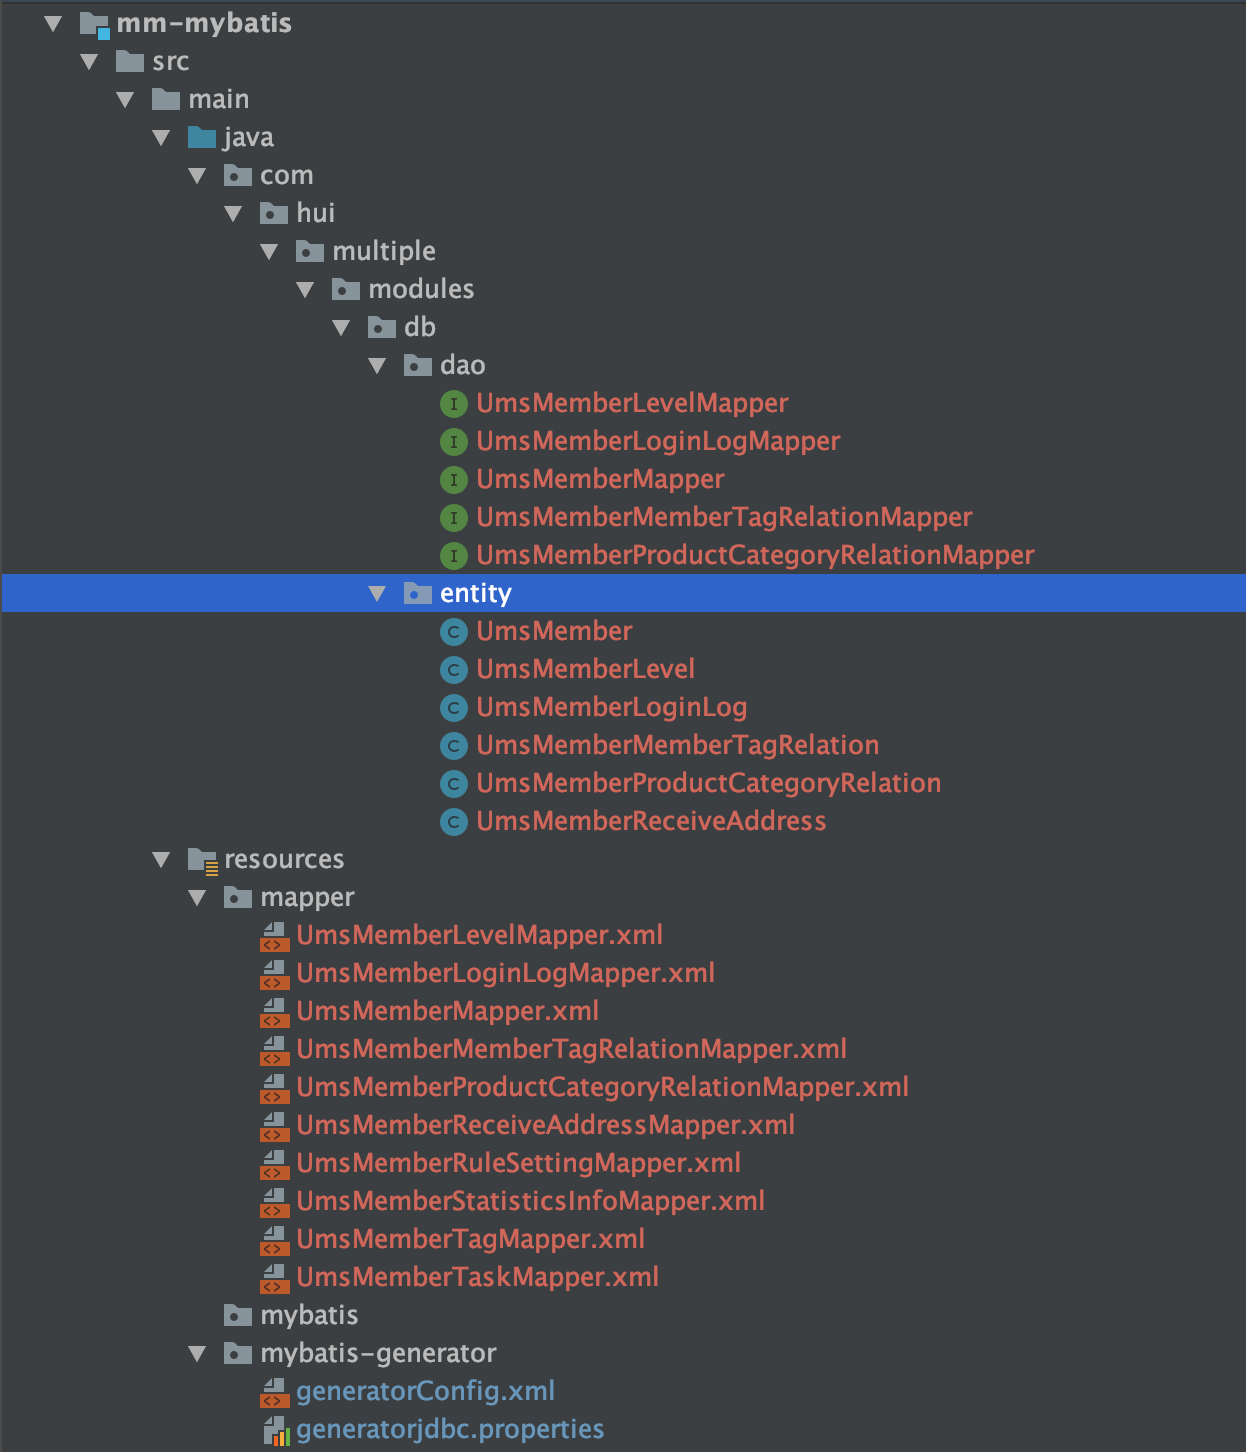 mm-mybatis
src
main
java
com
hui
multiple
modules
db
dao
UmsMemberLevelMapper
UmsMemberLoginLogMapper
UmsMemberMapper
UmsMemberMemberTagRelationMapper
UmsMemberProductCategoryRelationMapper
entity
UmsMember
UmsMemberLevel
UmsMemberLoginLog
UmsMemberMemberTagRelation
UmsMemberProductCategoryRelation
UmsMemberReceiveAddress
resources
mapper
UmsMemberLevelMapper.xml
UmsMemberLoginLogMapper.xml
UmsMemberMapper.xml
UmsMemberMemberTagRelationMapper.xml
UmsMemberProductCategoryRelationMapper.xml
UmsMemberReceiveAddressMapper.xml
UmsMemberRuleSettingMapper.xml
UmsMemberStatisticsInfoMapper.xml
UmsMemberTagMapper.xml
UmsMemberTaskMapper.xml
mybatis
mybatis-generator
generatorConfig.xml
generatorjdbc.properties